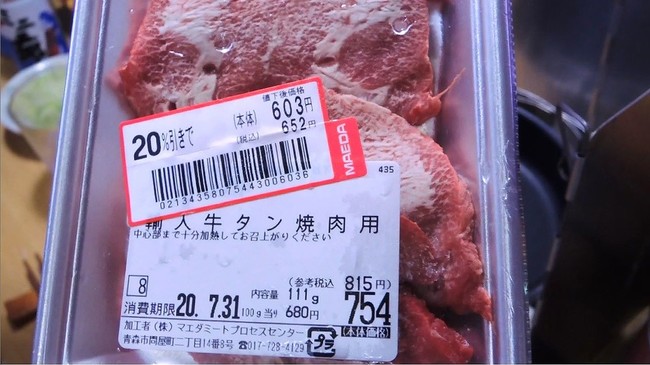 値下後価格
20%引きで
(本体) 603円
(税込) 652円
MAEDA
02134358075443006036
435
輸入牛タン焼肉用
中心部まで十分加熱してお召上がりください
8
(参考税込 815円)
消費期限20. 7.31
内容量 111g
100g当り 680円
754
(本体価格)
加工者 (株) マエダミートプロセスセンター
青森市問屋町二丁目14番8号 ☎017-728-4129
プラ